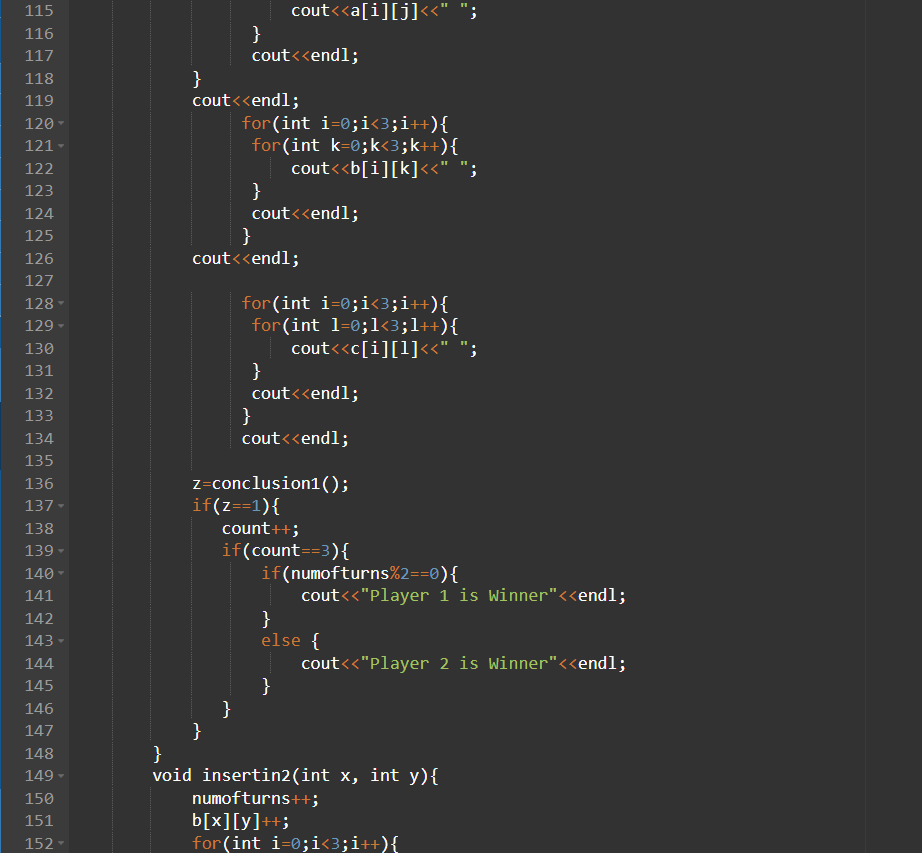 115 cout<<a[i][j]<<" ";
116 }
117 cout<<endl;
118 }
119 cout<<endl;
120 for(int i=0;i<3;i++){
121 for(int k=0;k<3;k++){
122 cout<<b[i][k]<<" ";
123 }
124 cout<<endl;
125 }
126 cout<<endl;
127
128 for(int i=0;i<3;i++){
129 for(int l=0;l<3;l++){
130 cout<<c[i][l]<<" ";
131 }
132 cout<<endl;
133 }
134 cout<<endl;
135
136 z=conclusion1();
137 if(z==1){
138 count++;
139 if(count==3){
140 if(numofturns%2==0){
141 cout<<"Player 1 is Winner"<<endl;
142 }
143 else {
144 cout<<"Player 2 is Winner"<<endl;
145 }
146 }
147 }
148 }
149 void insertin2(int x, int y){
150 numofturns++;
151 b[x][y]++;
152 for(int i=0;i<3;i++){